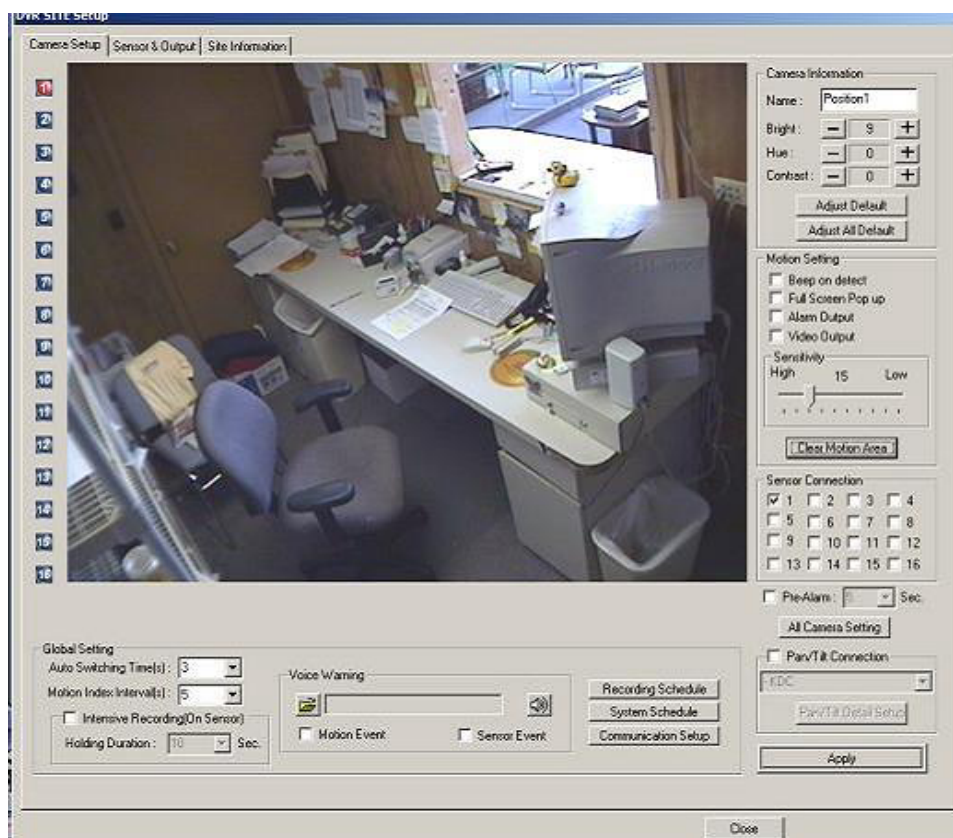 DVR SITE Setup
Camera Setup Sensor & Output Site Information
1
2
3
4
5
6
7
8
9
10
11
12
13
14
15
16
Camera Information
Name : Position1
Bright : − 9 +
Hue : − 0 +
Contrast : − 0 +
Adjust Default
Adjust All Default
Motion Setting
Beep on detect
Full Screen Pop up
Alarm Output
Video Output
Sensitivity
High 15 Low
Clear Motion Area
Sensor Connection
1 2 3 4
5 6 7 8
9 10 11 12
13 14 15 16
Pre-Alarm : 5 Sec.
All Camera Setting
Pan/Tilt Connection
KDC
Pan/Tilt Detail Setup
Apply
Global Setting
Auto Switching Time(s) : 3
Motion Index Interval(s) : 5
Intensive Recording(On Sensor)
Holding Duration : 10 Sec.
Voice Warning
Motion Event Sensor Event
Recording Schedule
System Schedule
Communication Setup
Close